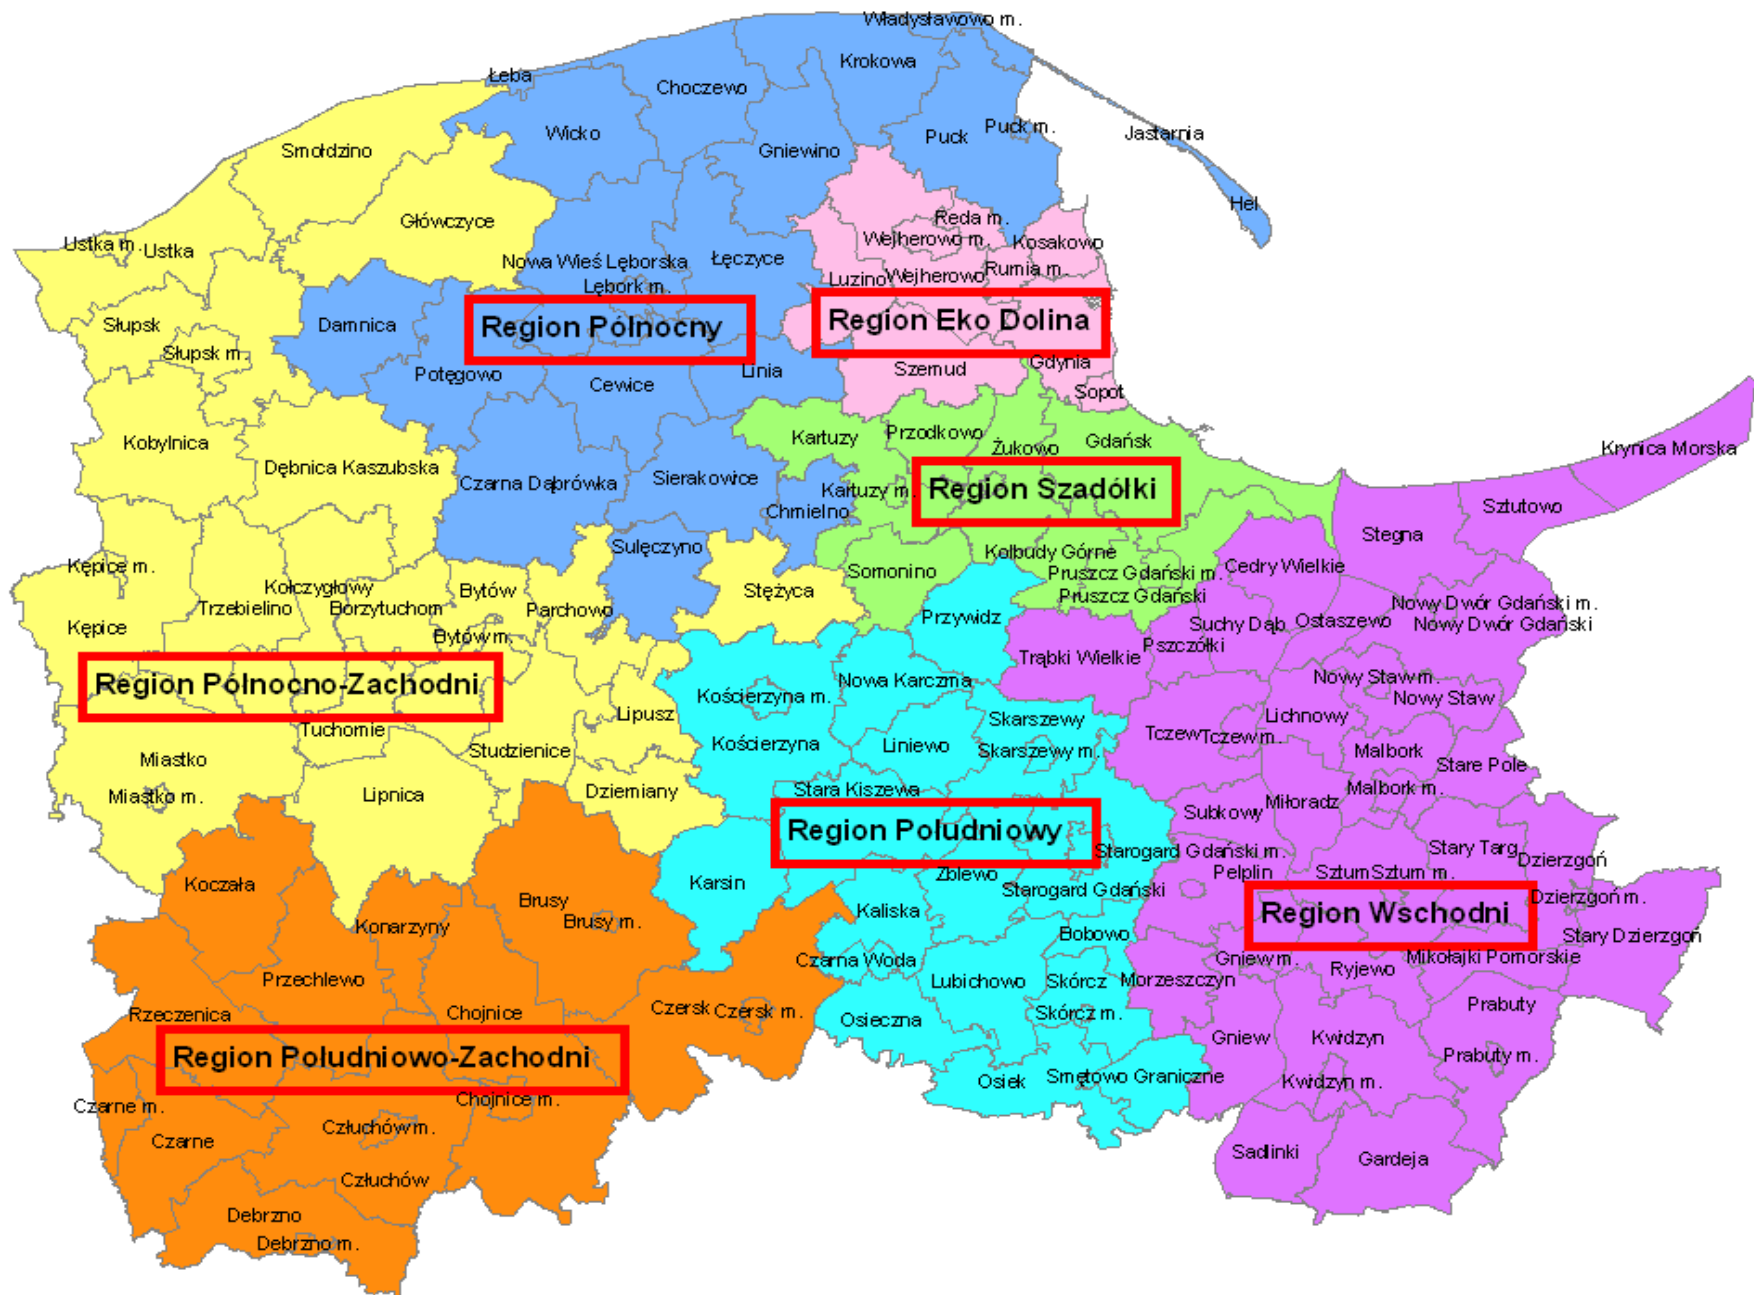 Władysławowo m.
Krokowa
Łeba
Choczewo
Wicko
Puck
Puck m.
Jastarnia
Gniewino
Smołdzino
Hel
Główczyce
Reda m.
Wejherowo m.
Kosakowo
Ustka m.
Ustka
Nowa Wieś Lęborska
Łęczyce
Luzino
Wejherowo
Rumia m.
Lębork m.
Słupsk
Damnica
Region Pólnocny
Region Eko Dolina
Słupsk m.
Potęgowo
Cewice
Linia
Szemud
Gdynia
Sopot
Kobylnica
Kartuzy
Przodkowo
Żukowo
Gdańsk
Krynica Morska
Dębnica Kaszubska
Czarna Dąbrówka
Sierakowice
Kartuzy m.
Region Szadólki
Chmielno
Sztutowo
Stegna
Sulęczyno
Kolbudy Górne
Kępice m.
Somonino
Pruszcz Gdański m.
Cedry Wielkie
Kołczygłowy
Bytów
Stężyca
Pruszcz Gdański
Trzebielino
Borzytuchom
Parchowo
Nowy Dwór Gdański m.
Kępice
Bytów m.
Przywidz
Suchy Dąb
Ostaszewo
Nowy Dwór Gdański
Trąbki Wielkie
Pszczółki
Region Pólnocno-Zachodni
Nowa Karczma
Nowy Staw m.
Kościerzyna m.
Nowy Staw
Lipusz
Skarszewy
Lichnowy
Tuchomie
Kościerzyna
Liniewo
Skarszewy m.
Tczew
Tczew m.
Malbork
Studzienice
Miastko
Stare Pole
Miastko m.
Lipnica
Dziemiany
Stara Kiszewa
Malbork m.
Miłoradz
Subkowy
Region Poludniowy
Starogard Gdański m.
Stary Targ
Dzierzgoń
Koczała
Karsin
Zblewo
Starogard Gdański
Pelplin
Sztum
Sztum m.
Brusy
Dzierzgoń m.
Brusy m.
Konarzyny
Kaliska
Region Wschodni
Bobowo
Stary Dzierzgoń
Czarna Woda
Gniew m.
Mikołajki Pomorskie
Przechlewo
Lubichowo
Skórcz
Morzeszczyn
Ryjewo
Rzeczenica
Chojnice
Czersk
Czersk m.
Osieczna
Skórcz m.
Prabuty
Gniew
Kwidzyn
Region Poludniowo-Zachodni
Prabuty m.
Osiek
Smętowo Graniczne
Kwidzyn m.
Czarne m.
Chojnice m.
Człuchów m.
Czarne
Sadlinki
Gardeja
Człuchów
Debrzno
Debrzno m.